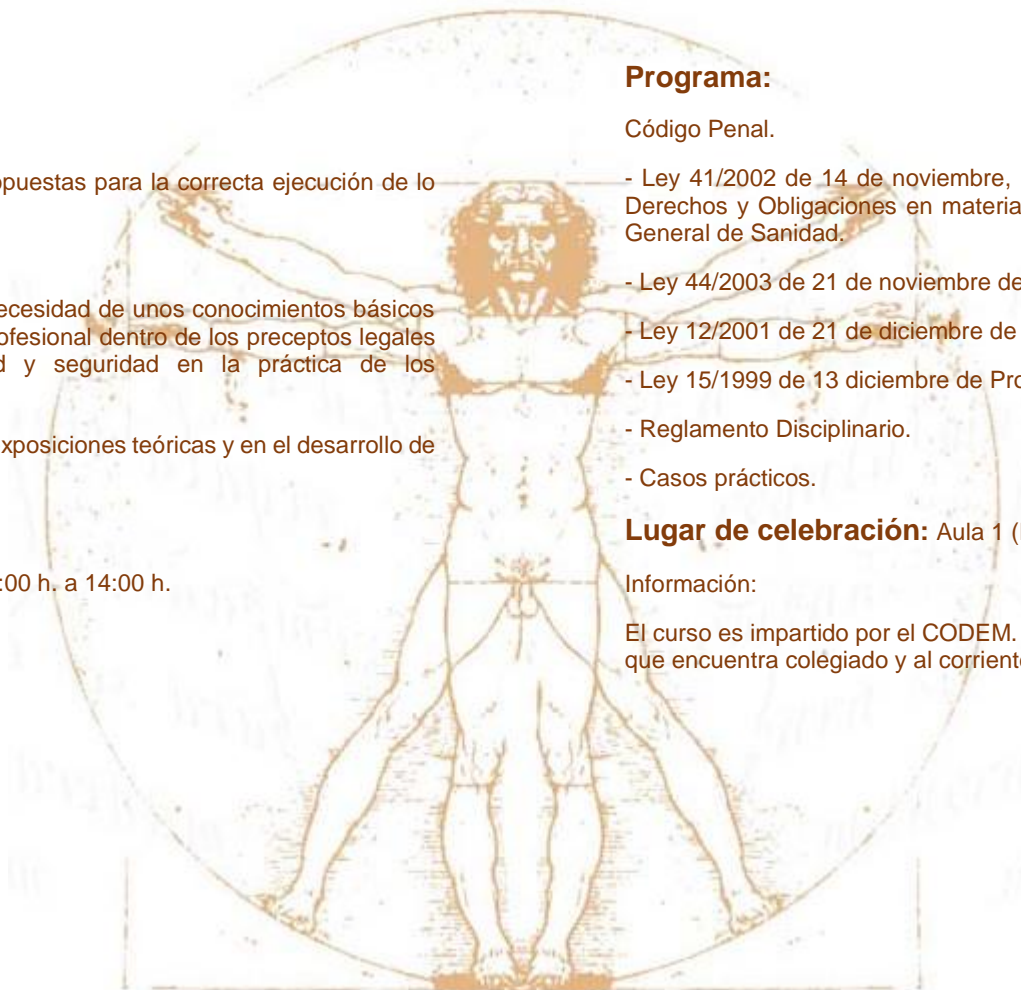 opuestas para la correcta ejecución de lo
ecesidad de unos conocimientos básicos
ofesional dentro de los preceptos legales
d y seguridad en la práctica de los
xposiciones teóricas y en el desarrollo de
:00 h. a 14:00 h.
Programa:
Código Penal.
- Ley 41/2002 de 14 de noviembre,
Derechos y Obligaciones en materia
General de Sanidad.
- Ley 44/2003 de 21 de noviembre de
- Ley 12/2001 de 21 de diciembre de
- Ley 15/1999 de 13 diciembre de Pro
- Reglamento Disciplinario.
- Casos prácticos.
Lugar de celebración: Aula 1 (
Información:
El curso es impartido por el CODEM.
que encuentra colegiado y al corriente